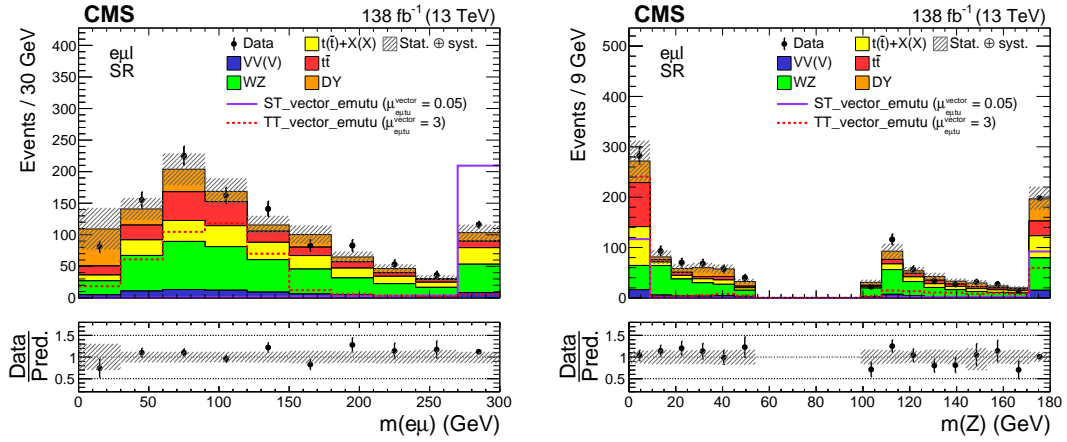 CMS 138 fb⁻¹ (13 TeV)
Events / 30 GeV
400
350
300
250
200
150
100
50
0
eμl
SR
Data t(t̄)+X(X) Stat. ⊕ syst.
VV(V) tt̄
WZ DY
ST_vector_emutu (μ^vector_eμtu = 0.05)
TT_vector_emutu (μ^vector_eμtu = 3)
Data
Pred.
1.5
1
0.5
0 50 100 150 200 250 300
m(eμ) (GeV)
CMS 138 fb⁻¹ (13 TeV)
Events / 9 GeV
500
400
300
200
100
0
eμl
SR
Data t(t̄)+X(X) Stat. ⊕ syst.
VV(V) tt̄
WZ DY
ST_vector_emutu (μ^vector_eμtu = 0.05)
TT_vector_emutu (μ^vector_eμtu = 3)
Data
Pred.
1.5
1
0.5
0 20 40 60 80 100 120 140 160 180
m(Z) (GeV)